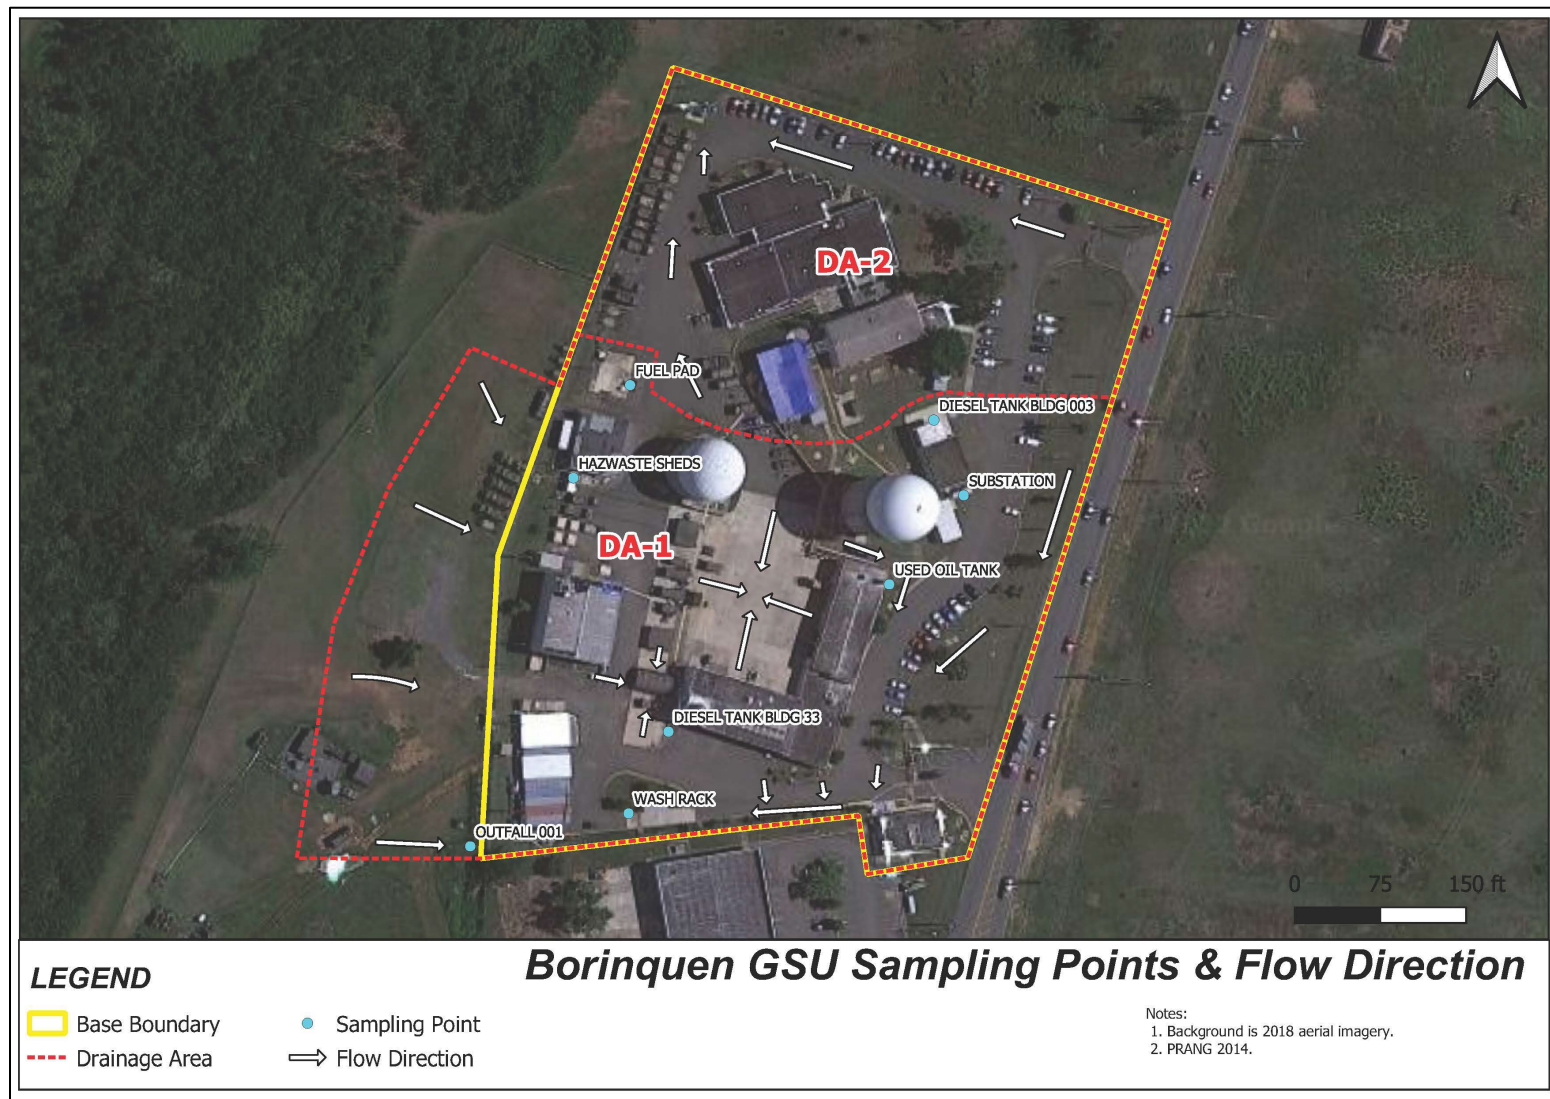 DA-2
FUEL PAD
DIESEL TANK BLDG 003
HAZWASTE SHEDS
SUBSTATION
DA-1
USED OIL TANK
DIESEL TANK BLDG 33
WASH RACK
OUTFALL 001
0 75 150 ft
LEGEND
Base Boundary
Drainage Area
Sampling Point
Flow Direction
Borinquen GSU Sampling Points & Flow Direction
Notes:
1. Background is 2018 aerial imagery.
2. PRANG 2014.